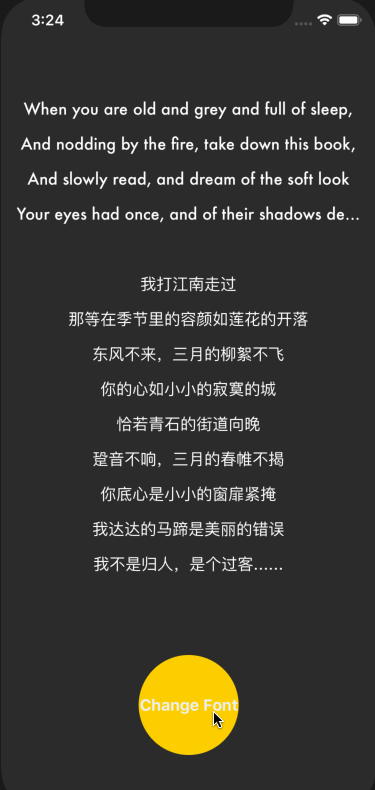 3:24
When you are old and grey and full of sleep,
And nodding by the fire, take down this book,
And slowly read, and dream of the soft look
Your eyes had once, and of their shadows de...
我打江南走过
那等在季节里的容颜如莲花的开落
东风不来，三月的柳絮不飞
你的心如小小的寂寞的城
恰若青石的街道向晚
跫音不响，三月的春帷不揭
你底心是小小的窗扉紧掩
我达达的马蹄是美丽的错误
我不是归人，是个过客……
Change Font